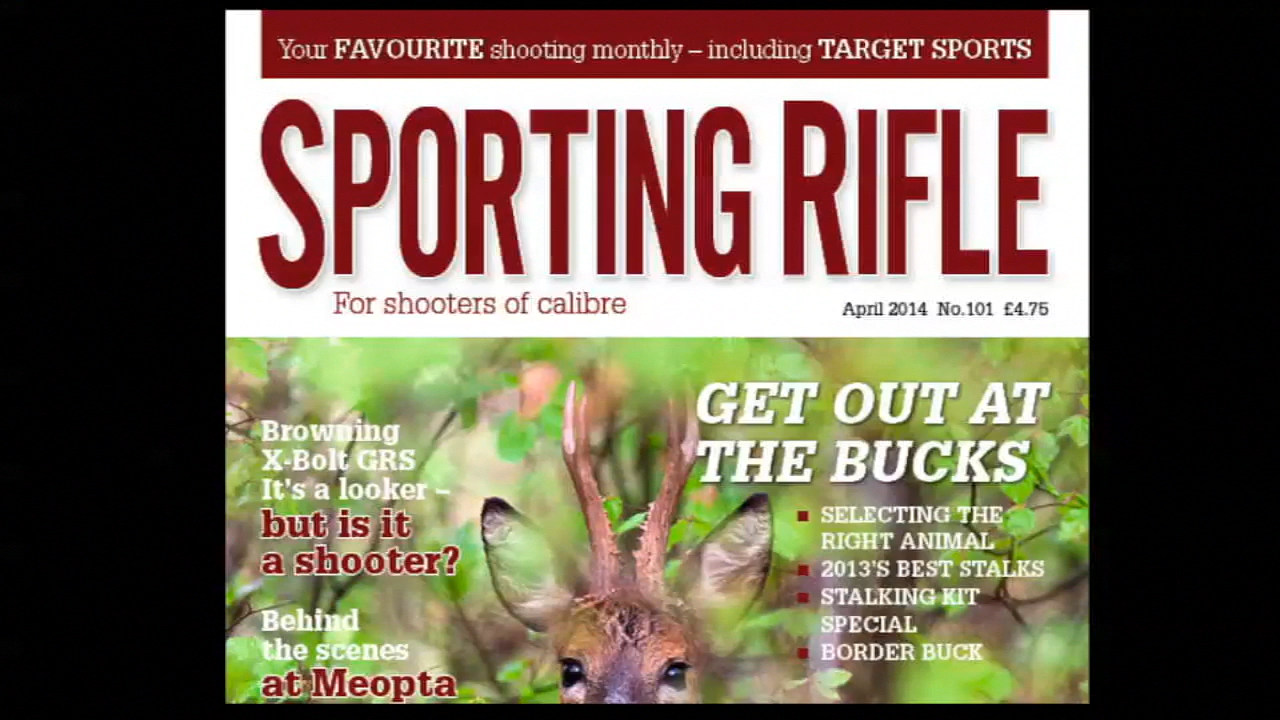 Your FAVOURITE shooting monthly – including TARGET SPORTS
SPORTING RIFLE
For shooters of calibre
April 2014 No.101 £4.75
GET OUT AT
THE BUCKS
Browning
X-Bolt GRS
It's a looker –
but is it
a shooter?
Behind
the scenes
at Meopta
■ SELECTING THE
RIGHT ANIMAL
■ 2013'S BEST STALKS
■ STALKING KIT
SPECIAL
■ BORDER BUCK